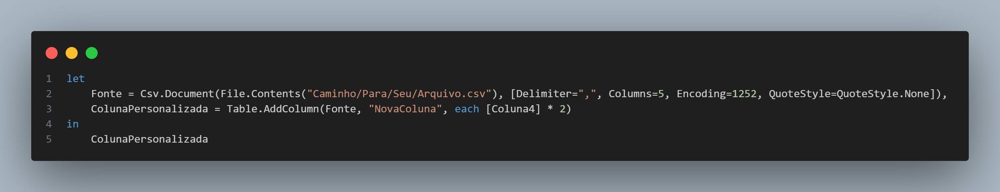 1 let
2 Fonte = Csv.Document(File.Contents("Caminho/Para/Seu/Arquivo.csv"), [Delimiter=",", Columns=5, Encoding=1252, QuoteStyle=QuoteStyle.None]),
3 ColunaPersonalizada = Table.AddColumn(Fonte, "NovaColuna", each [Coluna4] * 2)
4 in
5 ColunaPersonalizada